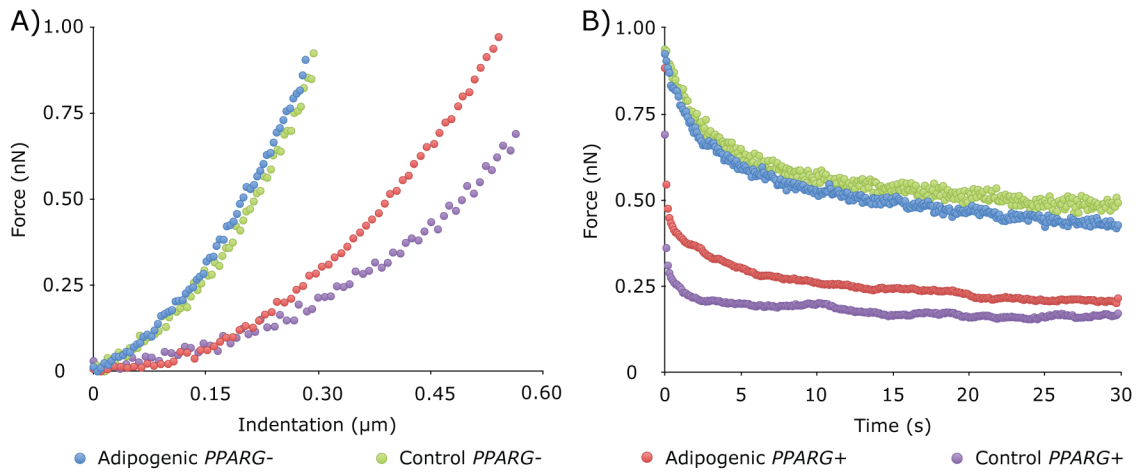 A)
1.00
0.75
0.50
0.25
0
Force (nN)
0 0.15 0.30 0.45 0.60
Indentation (µm)
B)
1.00
0.75
0.50
0.25
0
Force (nN)
0 5 10 15 20 25 30
Time (s)
Adipogenic PPARG- Control PPARG- Adipogenic PPARG+ Control PPARG+